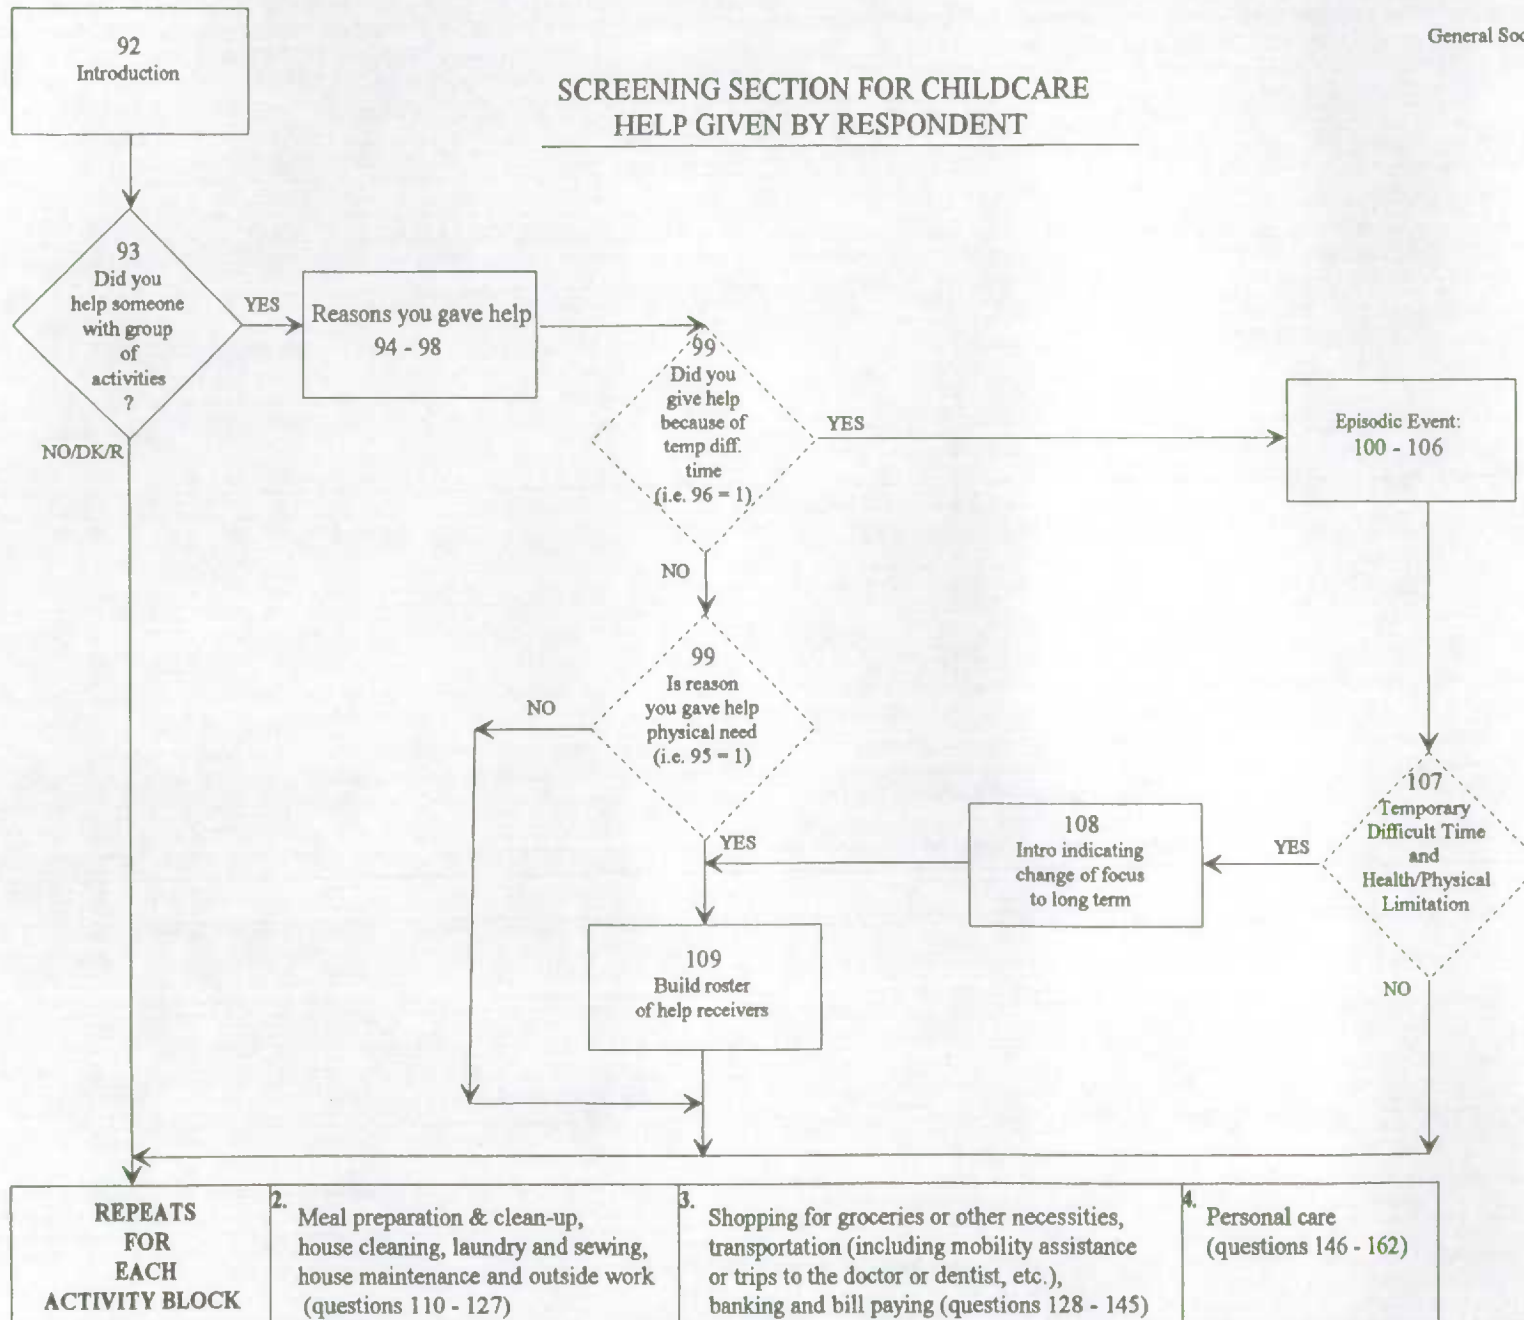 General Soc
SCREENING SECTION FOR CHILDCARE
HELP GIVEN BY RESPONDENT
92
Introduction
93
Did you
help someone
with group
of
activities
?
YES
NO/DK/R
Reasons you gave help
94 - 98
99
Did you
give help
because of
temp diff.
time
(i.e. 96 = 1)
YES
NO
Episodic Event:
100 - 106
99
Is reason
you gave help
physical need
(i.e. 95 = 1)
NO
YES
107
Temporary
Difficult Time
and
Health/Physical
Limitation
YES
NO
108
Intro indicating
change of focus
to long term
109
Build roster
of help receivers
REPEATS
FOR
EACH
ACTIVITY BLOCK
2.
Meal preparation & clean-up,
house cleaning, laundry and sewing,
house maintenance and outside work
(questions 110 - 127)
3.
Shopping for groceries or other necessities,
transportation (including mobility assistance
or trips to the doctor or dentist, etc.),
banking and bill paying (questions 128 - 145)
4.
Personal care
(questions 146 - 162)